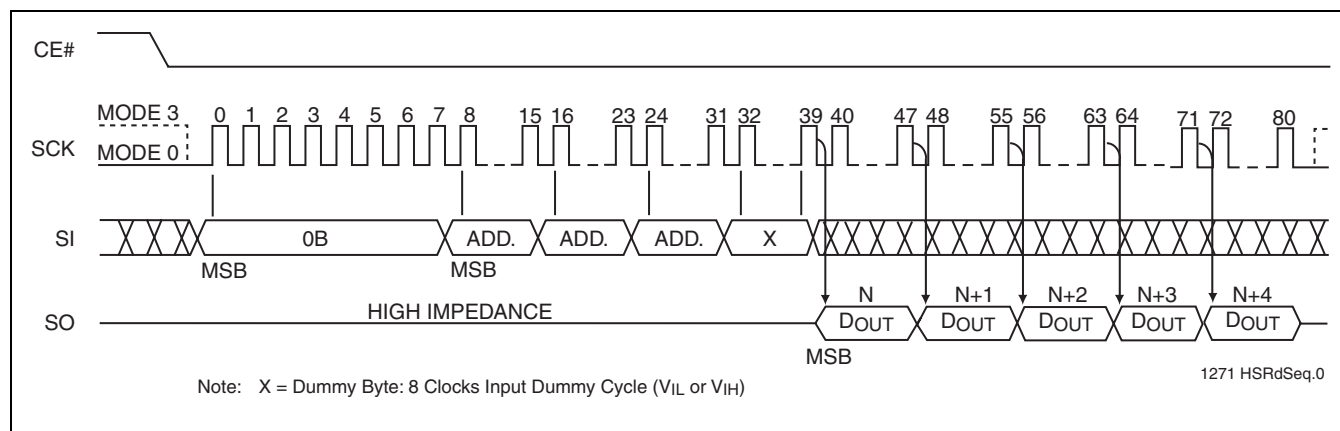 CE#
MODE 3
0 1 2 3 4 5 6 7 8 15 16 23 24 31 32 39 40 47 48 55 56 63 64 71 72 80
SCK
MODE 0
SI
0B ADD. ADD. ADD. X
MSB MSB
N N+1 N+2 N+3 N+4
HIGH IMPEDANCE
SO
DOUT DOUT DOUT DOUT DOUT
MSB
1271 HSRdSeq.0
Note: X = Dummy Byte: 8 Clocks Input Dummy Cycle (VIL or VIH)